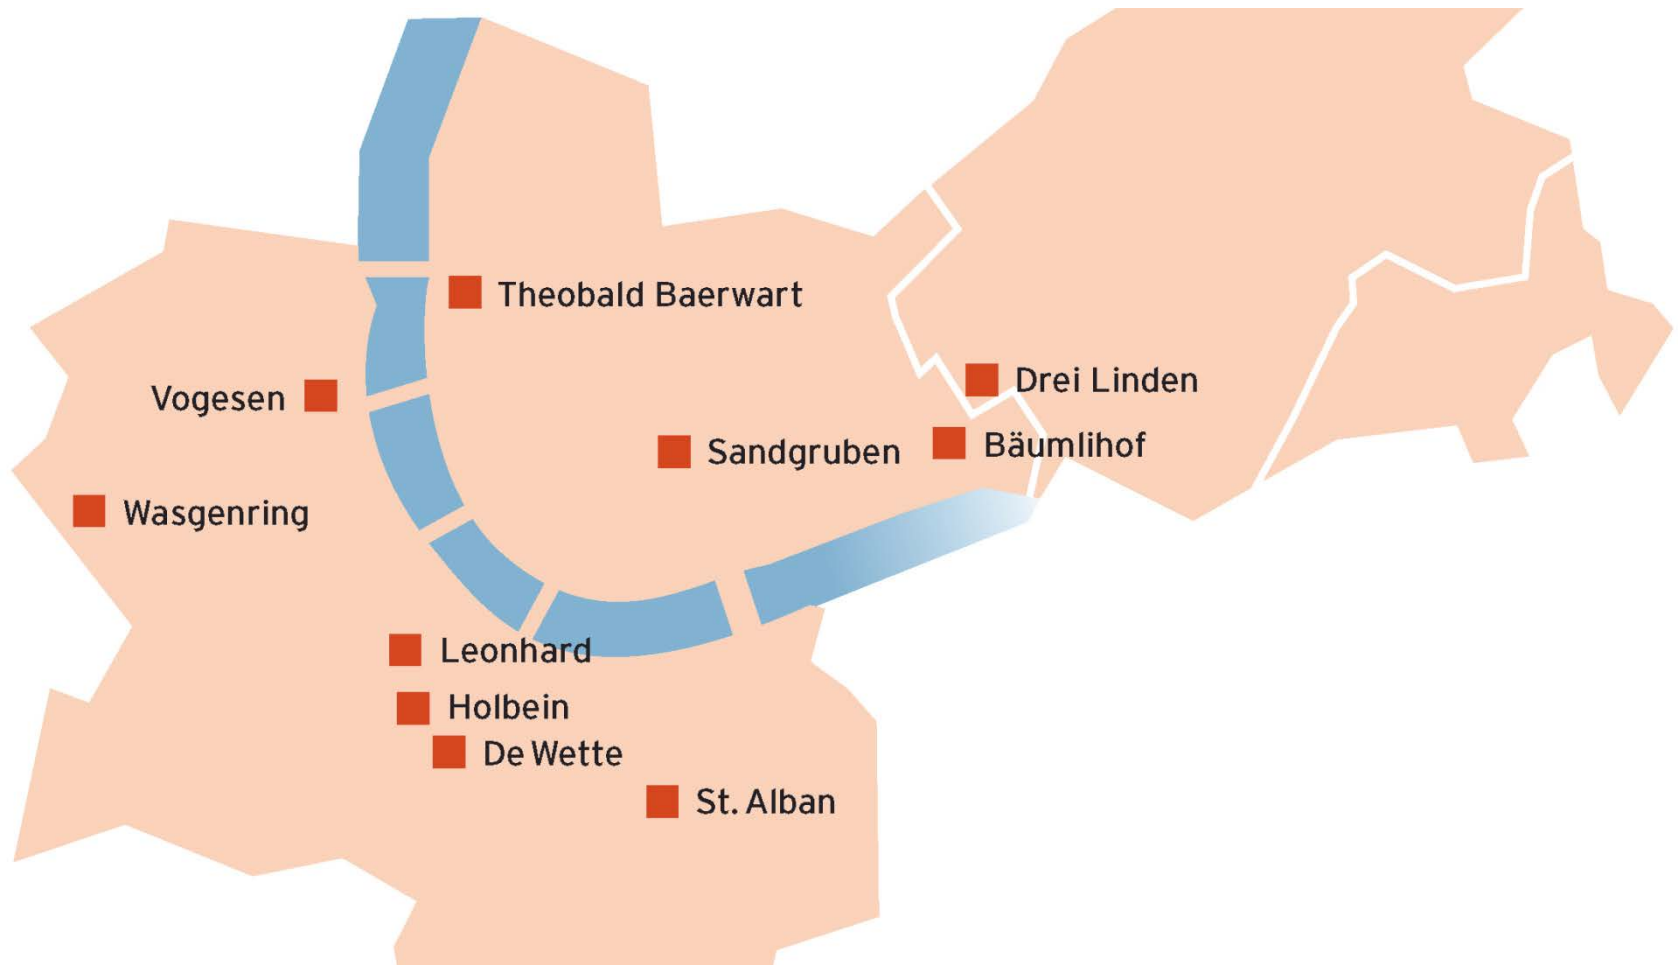 Theobald Baerwart
Drei Linden
Vogesen
Bäumlihof
Sandgruben
Wasgenring
Leonhard
Holbein
De Wette
St. Alban